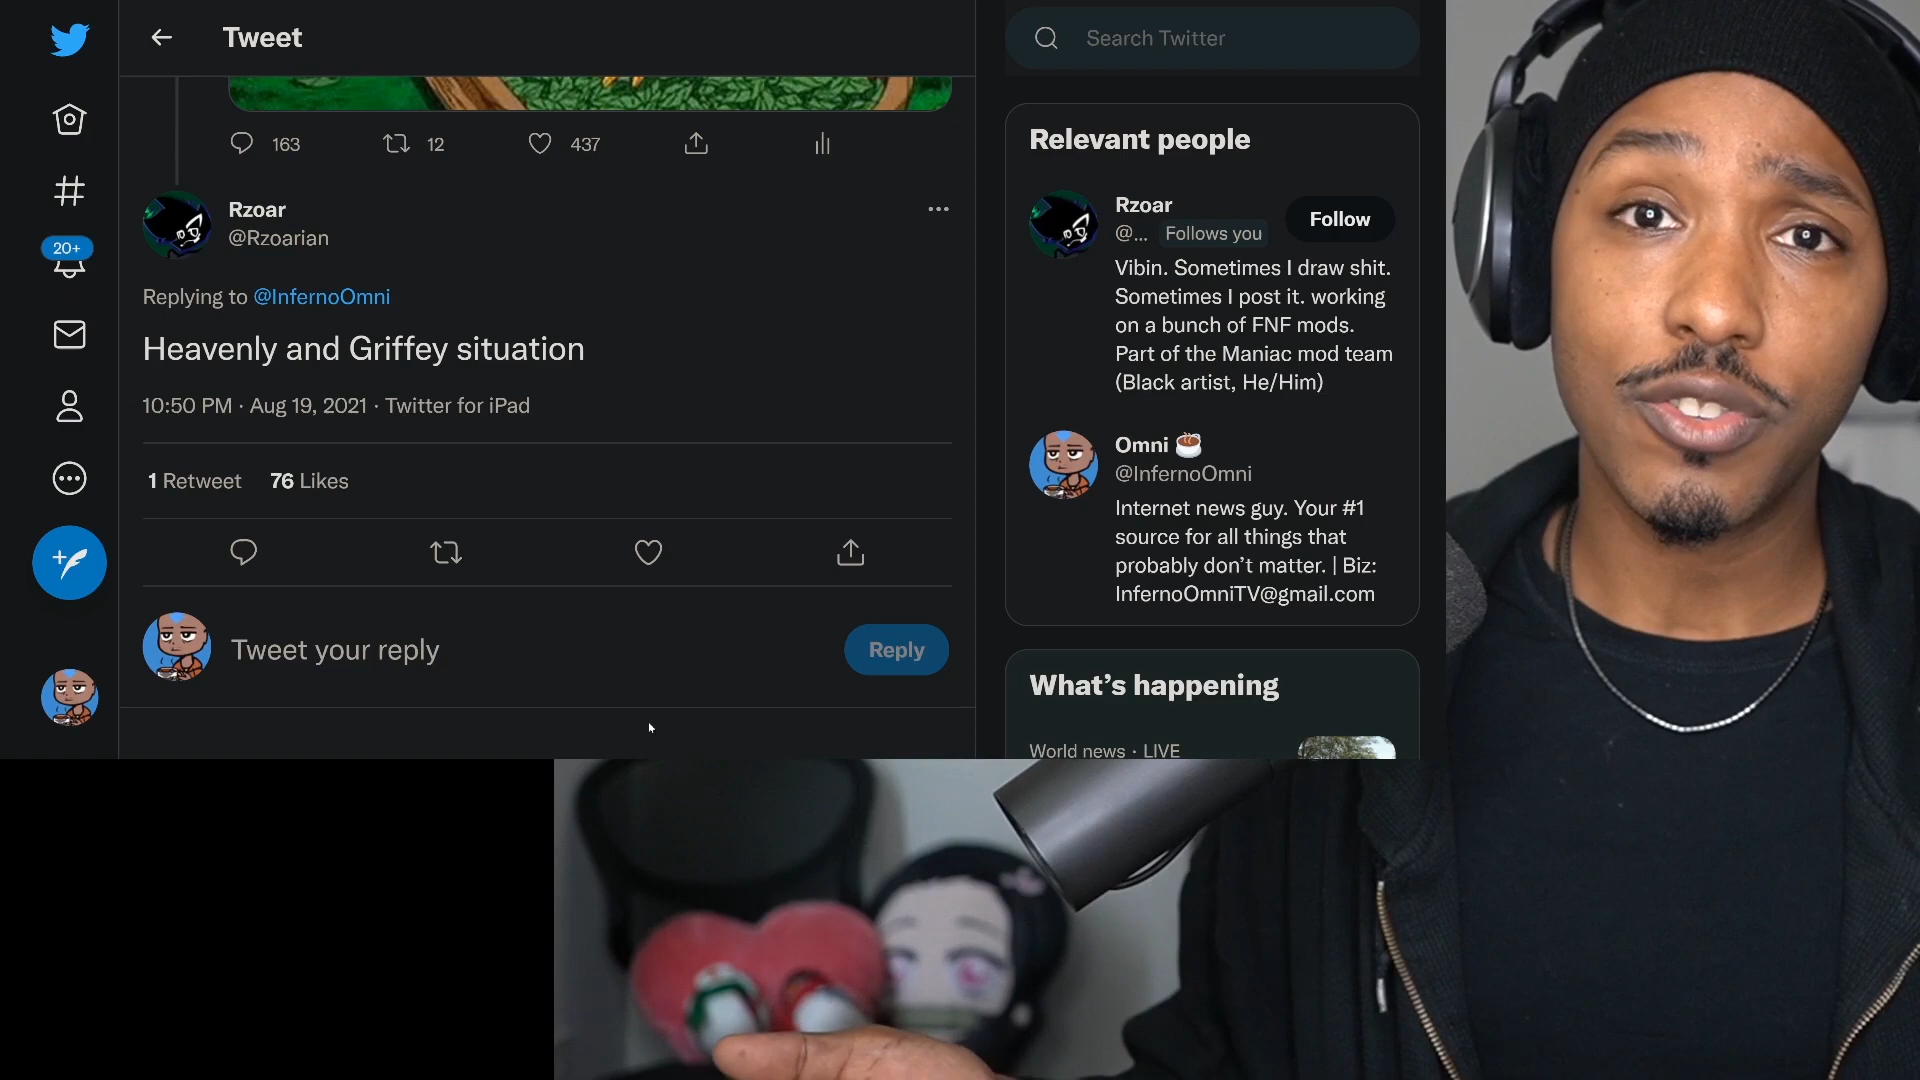 Tweet
Search Twitter
163
12
437
20+
Rzoar
@Rzoarian
Replying to @InfernoOmni
Heavenly and Griffey situation
10:50 PM · Aug 19, 2021 · Twitter for iPad
1 Retweet 76 Likes
Tweet your reply
Reply
Relevant people
Rzoar
@... Follows you
Follow
Vibin. Sometimes I draw shit.
Sometimes I post it. working
on a bunch of FNF mods.
Part of the Maniac mod team
(Black artist, He/Him)
Omni ☕
@InfernoOmni
Internet news guy. Your #1
source for all things that
probably don’t matter. | Biz:
InfernoOmniTV@gmail.com
What’s happening
World news · LIVE